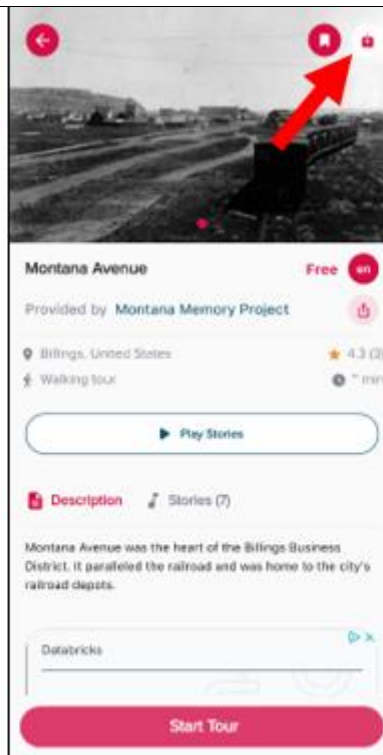 Montana Avenue
Free
en
Provided by Montana Memory Project
Billings, United States
4.3 (3)
Walking tour
~ min
Play Stories
Description
Stories (7)
Montana Avenue was the heart of the Billings Business
District. It paralleled the railroad and was home to the city's
railroad depots.
Databricks
Start Tour